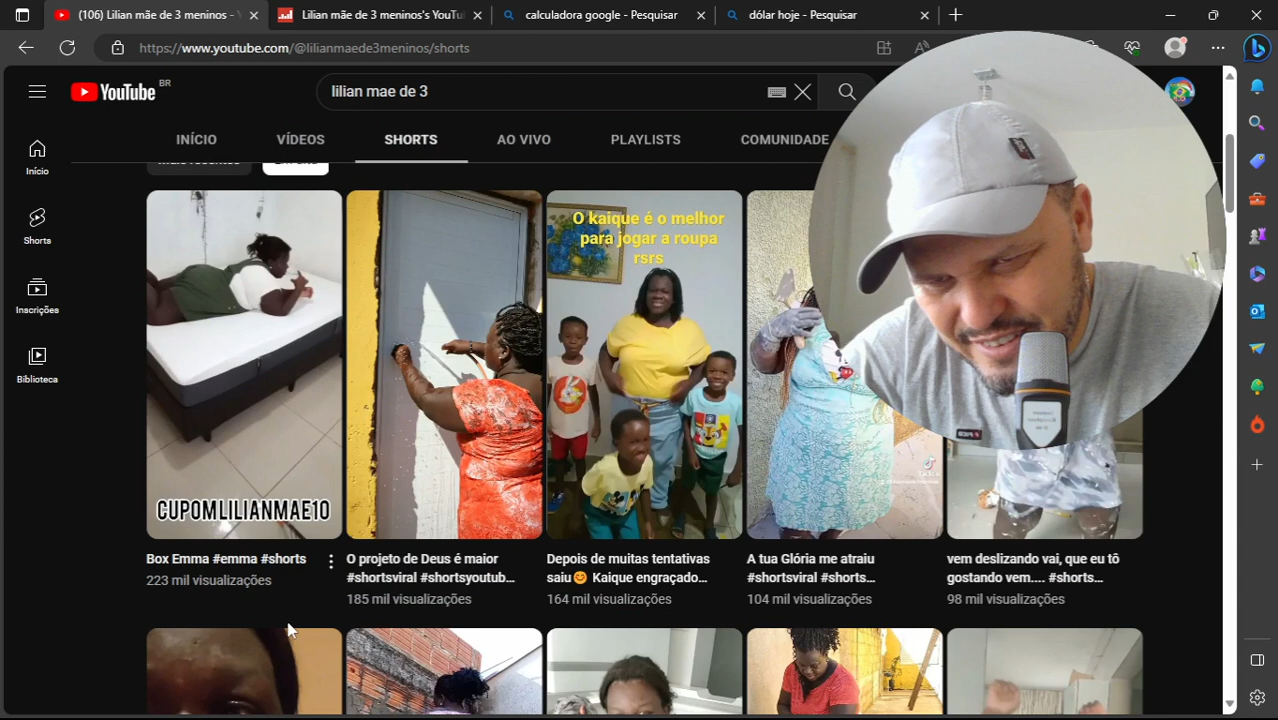 (106) Lilian mãe de 3 meninos - Y
Lilian mãe de 3 meninos's YouTu
calculadora google - Pesquisar
dólar hoje - Pesquisar
https://www.youtube.com/@lilianmaede3meninos/shorts
YouTube BR
lilian mae de 3
INÍCIO
VÍDEOS
SHORTS
AO VIVO
PLAYLISTS
COMUNIDADE
Início
Shorts
Inscrições
Biblioteca
O kaique é o melhor
para jogar a roupa
rsrs
CUPOMLILIANMAE10
Box Emma #emma #shorts
223 mil visualizações
O projeto de Deus é maior
#shortsviral #shortsyoutub...
185 mil visualizações
Depois de muitas tentativas
saiu😊 Kaique engraçado...
164 mil visualizações
A tua Glória me atraiu
#shortsviral #shorts...
104 mil visualizações
vem deslizando vai, que eu tô
gostando vem.... #shorts...
98 mil visualizações